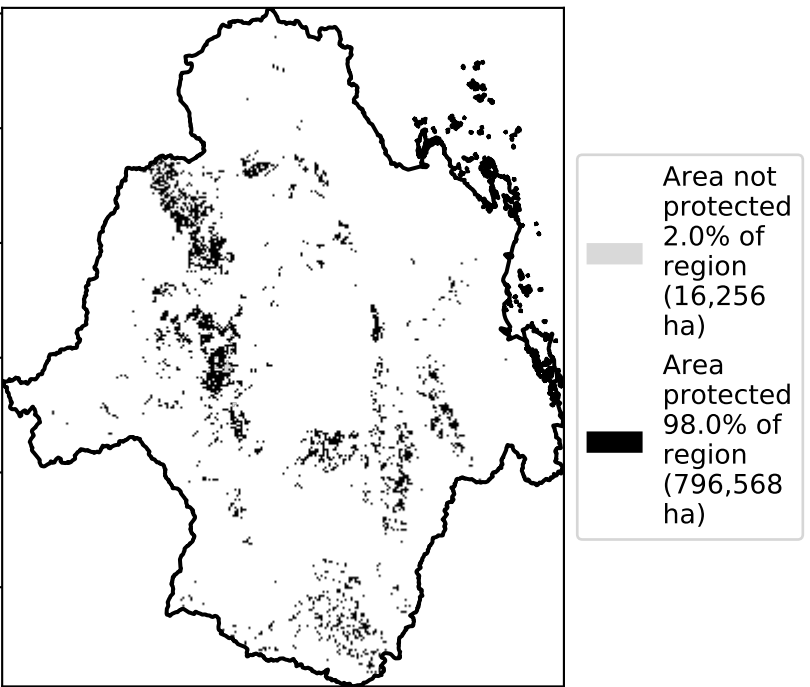 Area not
protected
2.0% of
region
(16,256
ha)
Area
protected
98.0% of
region
(796,568
ha)